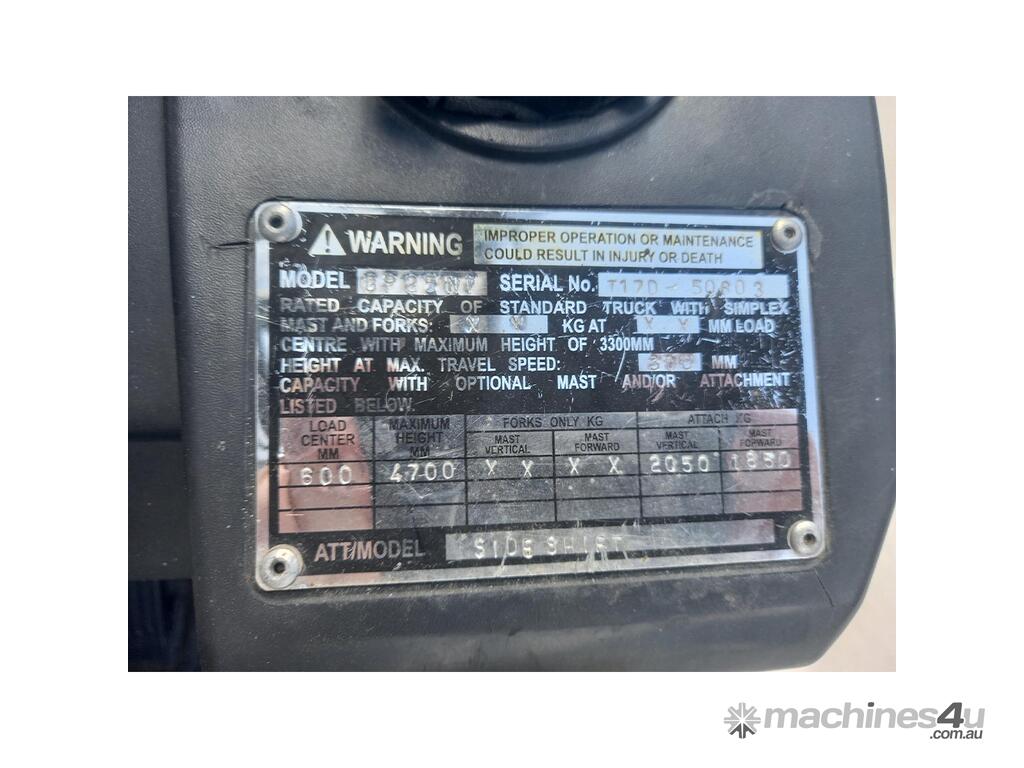 WARNING IMPROPER OPERATION OR MAINTENANCE
COULD RESULT IN INJURY OR DEATH
MODEL SERIAL No. T17D-50603
RATED CAPACITY OF STANDARD TRUCK WITH SIMPLEX
MAST AND FORKS: X X KG AT X X MM LOAD
CENTRE WITH MAXIMUM HEIGHT OF 3300MM
HEIGHT AT MAX. TRAVEL SPEED: 300 MM
CAPACITY WITH OPTIONAL MAST AND/OR ATTACHMENT
LISTED BELOW.
LOAD CENTER MM MAXIMUM HEIGHT MM FORKS ONLY KG ATTACH KG
MAST VERTICAL MAST FORWARD MAST VERTICAL MAST FORWARD
600 4700 X X X X 2050 1850
ATT/MODEL SIDE SHIFT
machines4u
.com.au